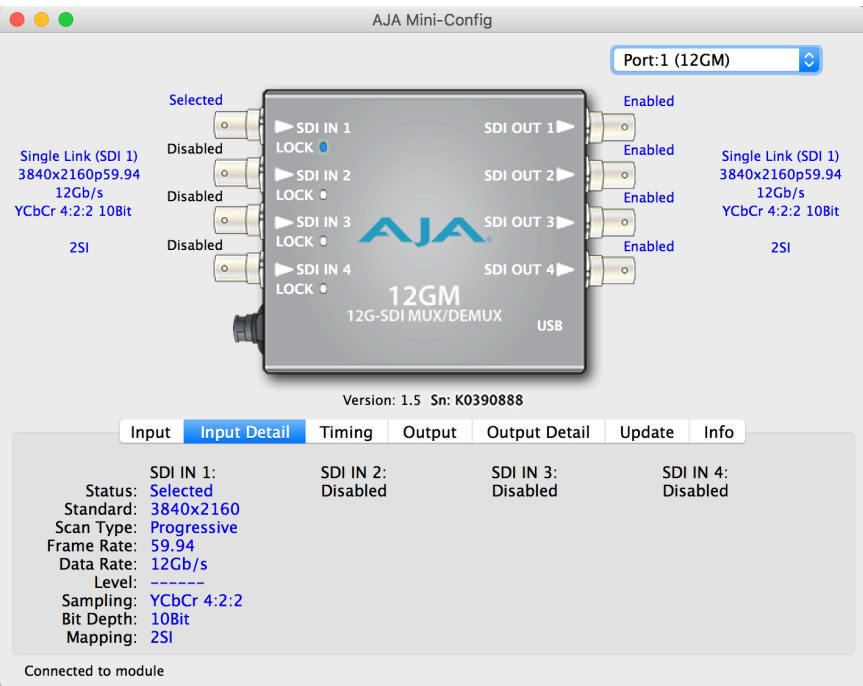 AJA Mini-Config
Port:1 (12GM)
Selected
Enabled
SDI IN 1
SDI OUT 1
LOCK
Disabled
Enabled
Single Link (SDI 1)
3840x2160p59.94
12Gb/s
YCbCr 4:2:2 10Bit
2SI
SDI IN 2
SDI OUT 2
LOCK
Single Link (SDI 1)
3840x2160p59.94
12Gb/s
YCbCr 4:2:2 10Bit
2SI
Disabled
Enabled
SDI IN 3
SDI OUT 3
LOCK
AJA
Disabled
Enabled
SDI IN 4
SDI OUT 4
LOCK
12GM
12G-SDI MUX/DEMUX
USB
Version: 1.5 Sn: K0390888
Input Input Detail Timing Output Output Detail Update Info
SDI IN 1: SDI IN 2: SDI IN 3: SDI IN 4:
Status: Selected Disabled Disabled Disabled
Standard: 3840x2160
Scan Type: Progressive
Frame Rate: 59.94
Data Rate: 12Gb/s
Level: ------
Sampling: YCbCr 4:2:2
Bit Depth: 10Bit
Mapping: 2SI
Connected to module